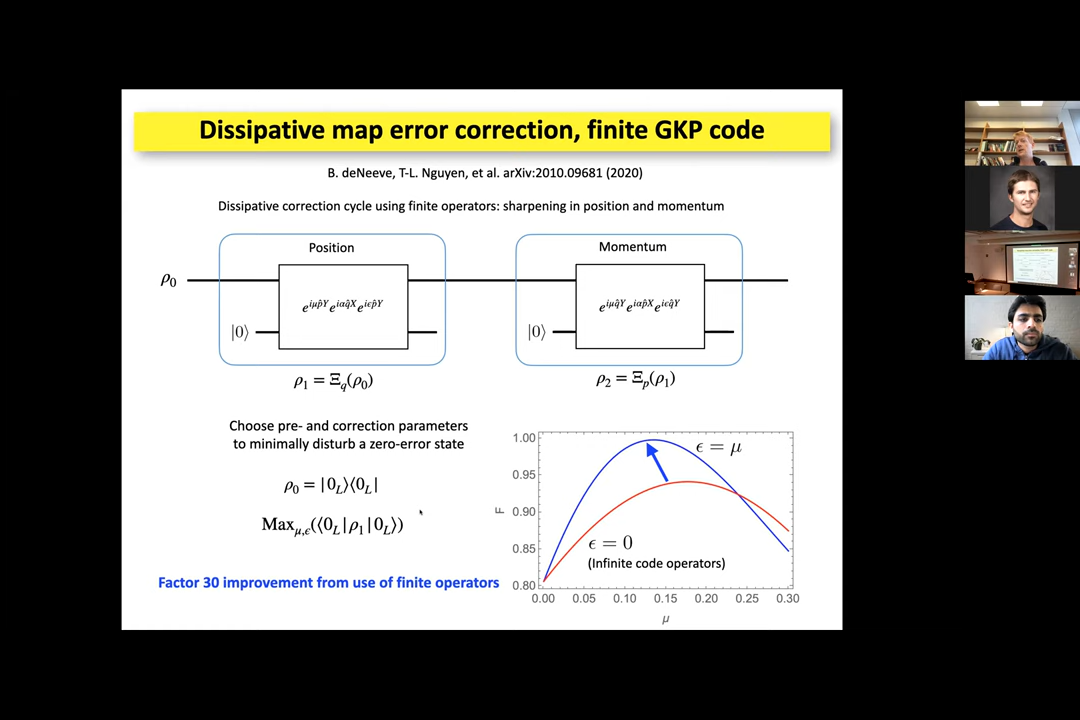 Dissipative map error correction, finite GKP code
B. deNeeve, T-L. Nguyen, et al. arXiv:2010.09681 (2020)
Dissipative correction cycle using finite operators: sharpening in position and momentum
Position
Momentum
ρ₀
e^{iμp̂Y}e^{iαq̂X}e^{iϵp̂Y}
e^{iμq̂Y}e^{iαp̂X}e^{iϵq̂Y}
|0⟩
|0⟩
ρ₁ = Ξ_q(ρ₀)
ρ₂ = Ξ_p(ρ₁)
Choose pre- and correction parameters
to minimally disturb a zero-error state
ρ₀ = |0_L⟩⟨0_L|
Max_{μ,ϵ}(⟨0_L|ρ₁|0_L⟩)
Factor 30 improvement from use of finite operators
1.00
0.95
0.90
0.85
0.80
F
ϵ = μ
ϵ = 0
(Infinite code operators)
0.00 0.05 0.10 0.15 0.20 0.25 0.30
μ